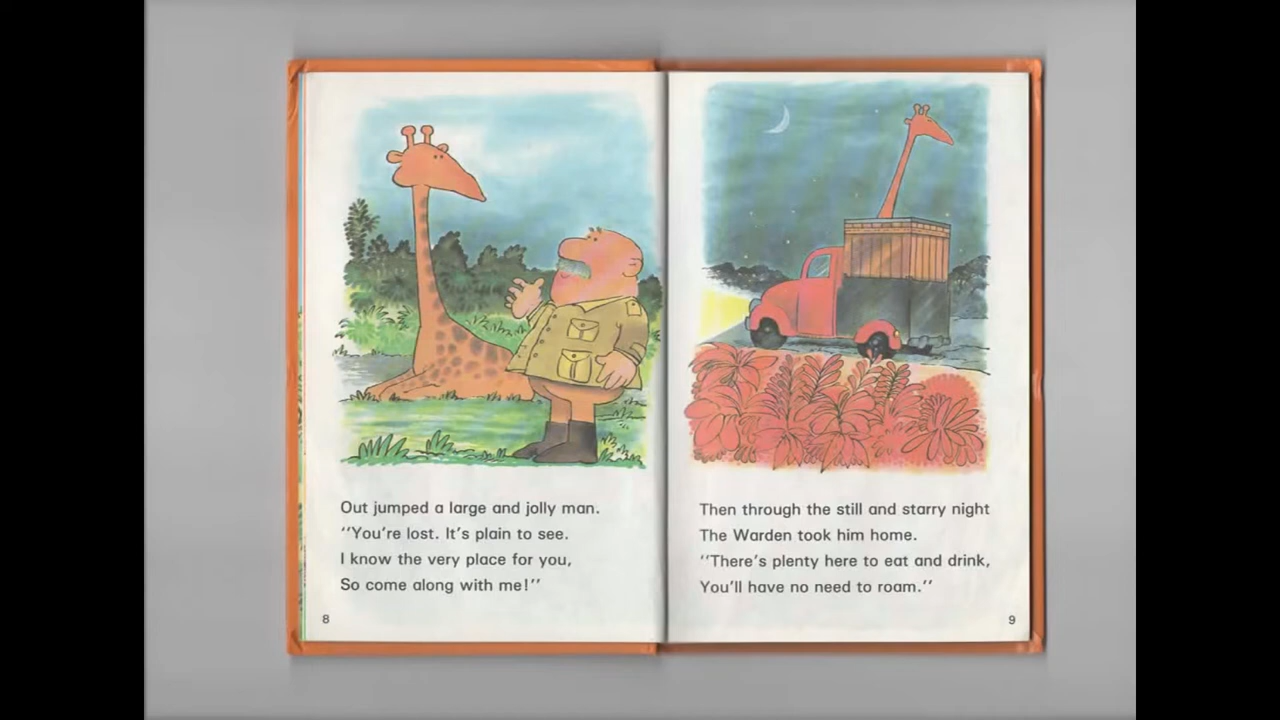 Out jumped a large and jolly man.
"You're lost. It's plain to see.
I know the very place for you,
So come along with me!"
8
Then through the still and starry night
The Warden took him home.
"There's plenty here to eat and drink,
You'll have no need to roam."
9